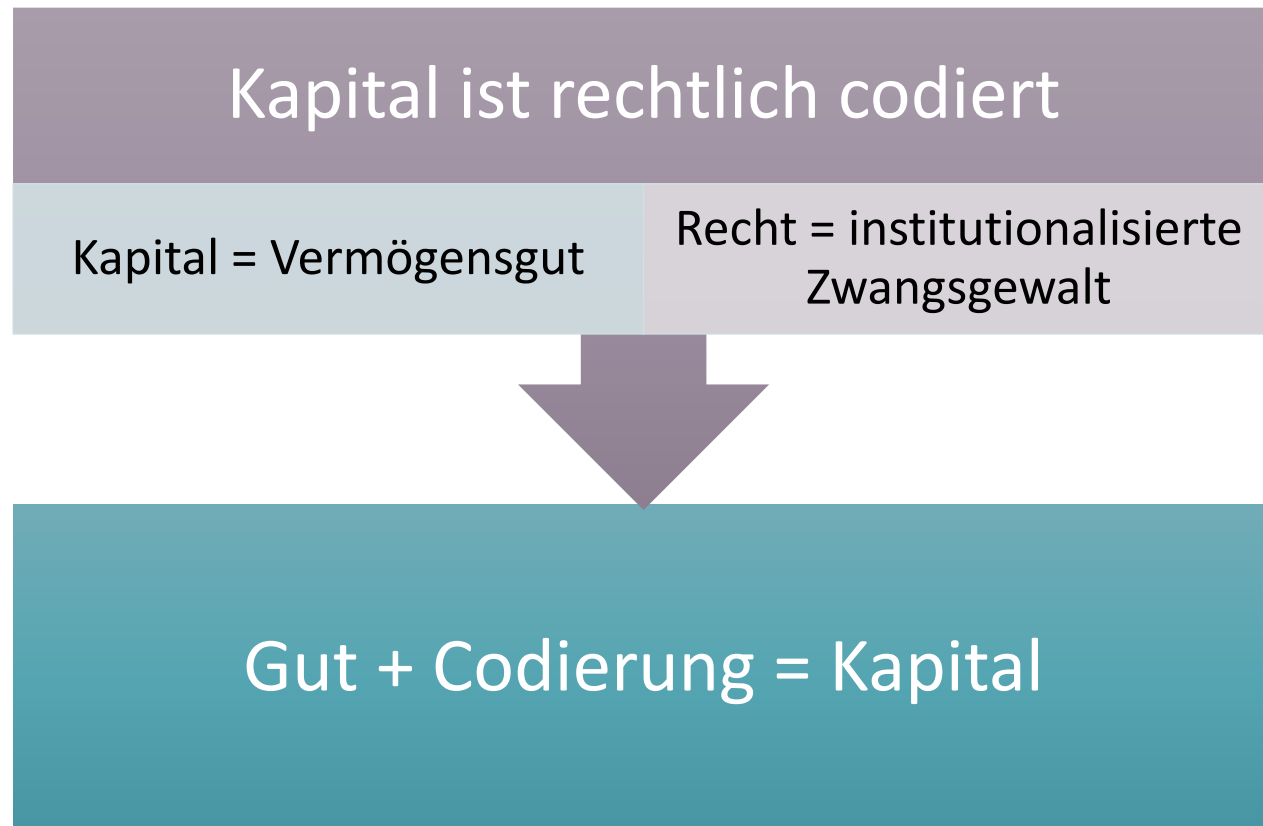 Kapital ist rechtlich codiert
Kapital = Vermögensgut
Recht = institutionalisierte
Zwangsgewalt
Gut + Codierung = Kapital